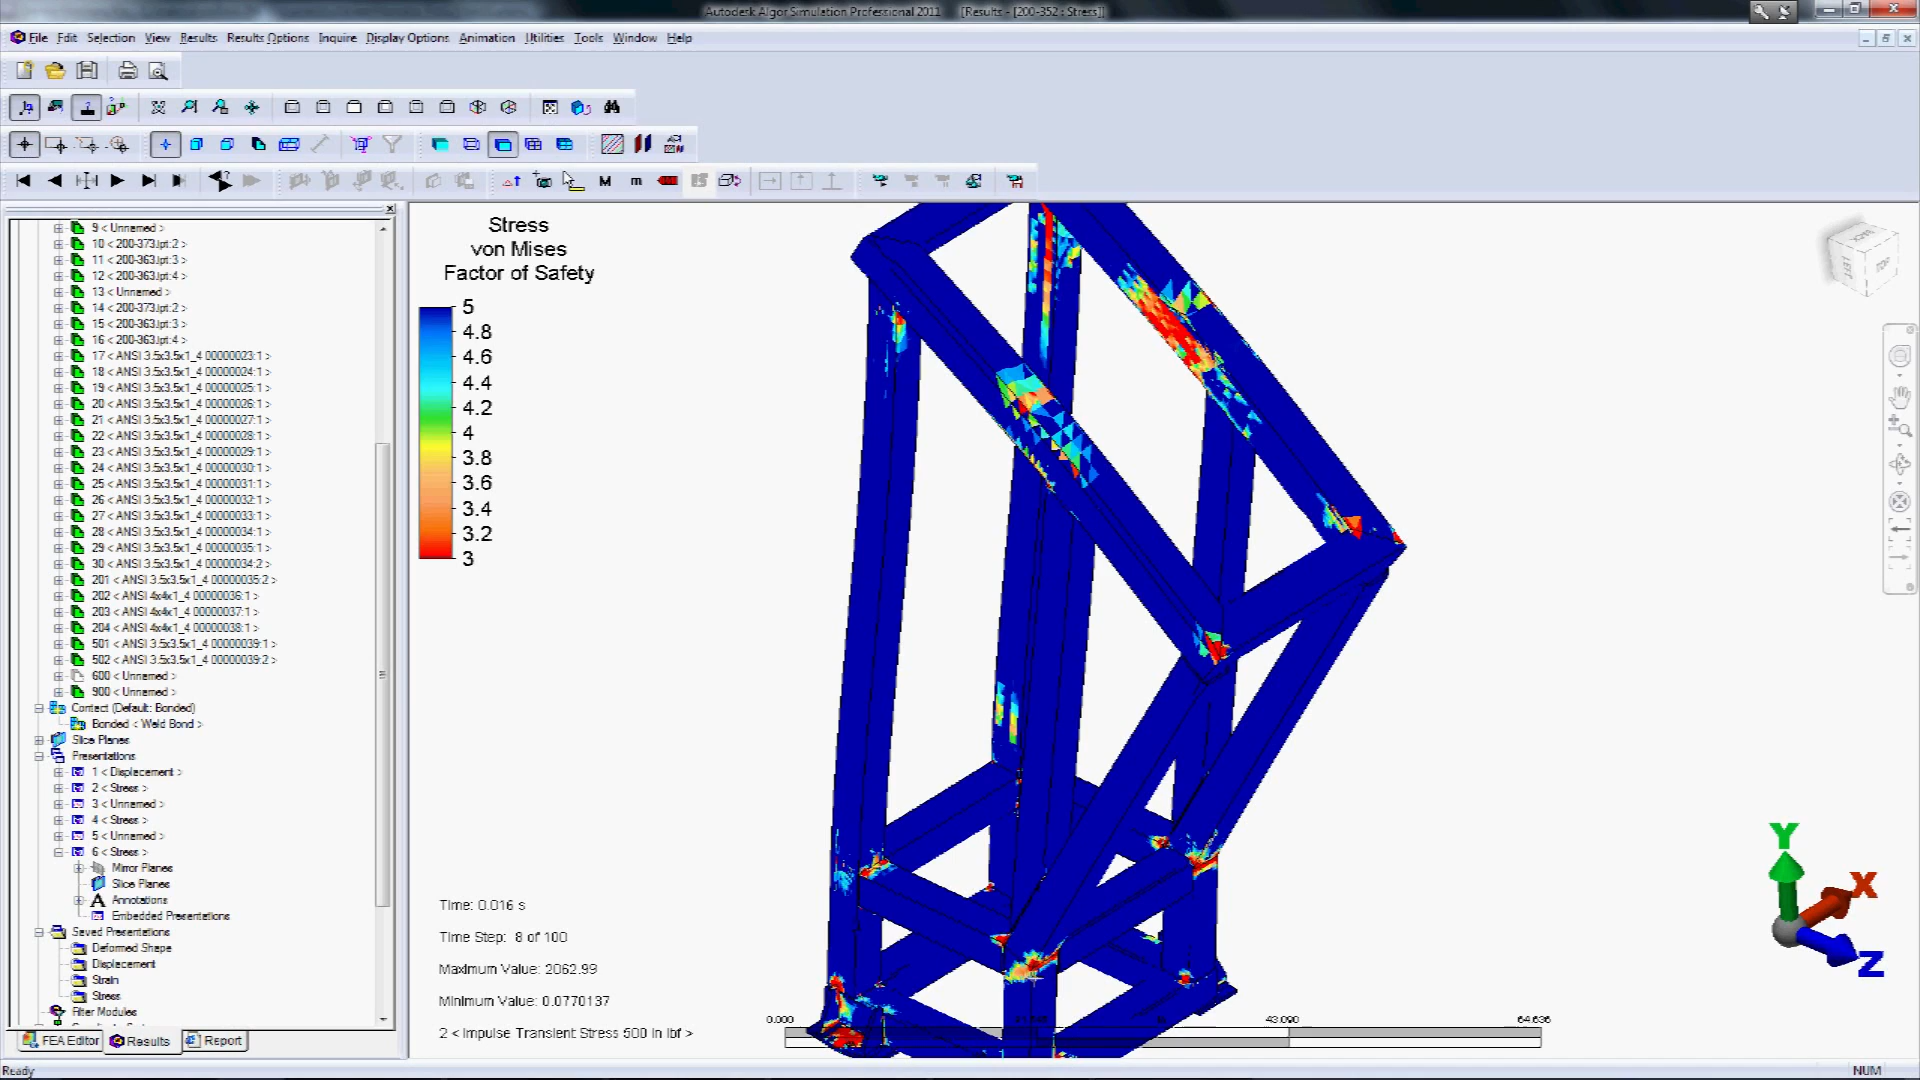 Autodesk Algor Simulation Professional 2011 [Results - [200-352 : Stress]]
File Edit Selection View Results Results Options Inquire Display Options Animation Utilities Tools Window Help
9 < Unnamed >
10 < 200-373.ipt:2 >
11 < 200-363.ipt:3 >
12 < 200-363.ipt:4 >
13 < Unnamed >
14 < 200-373.ipt:2 >
15 < 200-363.ipt:3 >
16 < 200-363.ipt:4 >
17 < ANSI 3.5x3.5x1_4 00000023:1 >
18 < ANSI 3.5x3.5x1_4 00000024:1 >
19 < ANSI 3.5x3.5x1_4 00000025:1 >
20 < ANSI 3.5x3.5x1_4 00000026:1 >
21 < ANSI 3.5x3.5x1_4 00000027:1 >
22 < ANSI 3.5x3.5x1_4 00000028:1 >
23 < ANSI 3.5x3.5x1_4 00000029:1 >
24 < ANSI 3.5x3.5x1_4 00000030:1 >
25 < ANSI 3.5x3.5x1_4 00000031:1 >
26 < ANSI 3.5x3.5x1_4 00000032:1 >
27 < ANSI 3.5x3.5x1_4 00000033:1 >
28 < ANSI 3.5x3.5x1_4 00000034:1 >
29 < ANSI 3.5x3.5x1_4 00000035:1 >
30 < ANSI 3.5x3.5x1_4 00000034:2 >
201 < ANSI 3.5x3.5x1_4 00000035:2 >
202 < ANSI 4x4x1_4 00000036:1 >
203 < ANSI 4x4x1_4 00000037:1 >
204 < ANSI 4x4x1_4 00000038:1 >
501 < ANSI 3.5x3.5x1_4 00000039:1 >
502 < ANSI 3.5x3.5x1_4 00000039:2 >
600 < Unnamed >
900 < Unnamed >
Contact (Default: Bonded)
Bonded < Weld Bond >
Slice Planes
Presentations
1 < Displacement >
2 < Stress >
3 < Unnamed >
4 < Stress >
5 < Unnamed >
6 < Stress >
Mirror Planes
Slice Planes
Annotations
Embedded Presentations
Saved Presentations
Deformed Shape
Displacement
Strain
Stress
Filter Modules
FEA Editor Results Report
Ready
NUM
Stress
von Mises
Factor of Safety
5
4.8
4.6
4.4
4.2
4
3.8
3.6
3.4
3.2
3
Time: 0.016 s
Time Step: 8 of 100
Maximum Value: 2062.99
Minimum Value: 0.0770137
2 < Impulse Transient Stress 500 in lbf >
0.000
43.090
64.636
BACK
LEFT
TOP
Y
X
Z